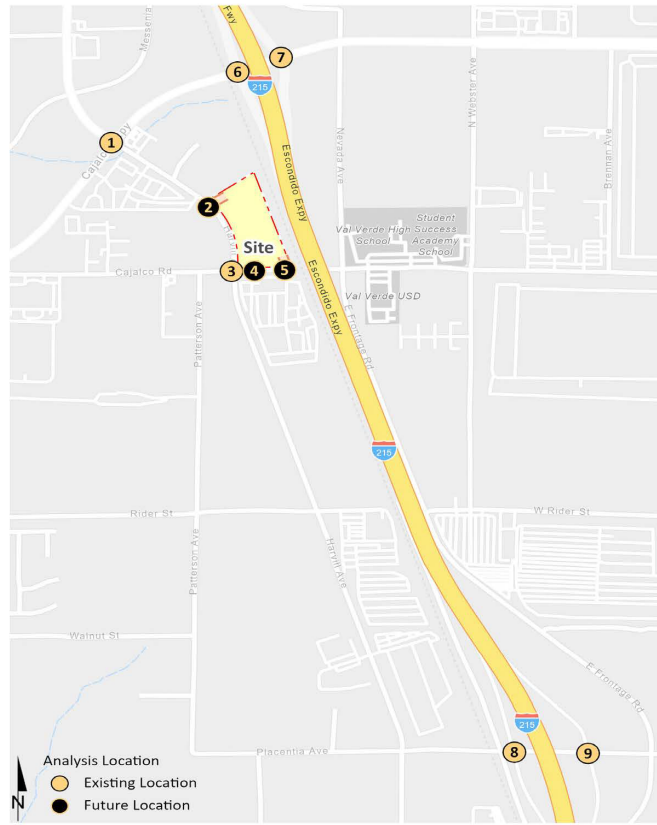 Fwy
Messenia
7
6
215
N Webster Ave
Nevada Ave
Brennan Ave
1
Cajalco Expy
Escondido Expy
2
Student
Val Verde High Success
School Academy
School
Site
Cajalco Rd
3
4
5
Val Verde USD
Escondido Expy
E Frontage Rd
Patterson Ave
215
Rider St
W Rider St
Harvill Ave
Patterson Ave
Walnut St
E Frontage Rd
215
Placentia Ave
8
9
Analysis Location
Existing Location
Future Location
N